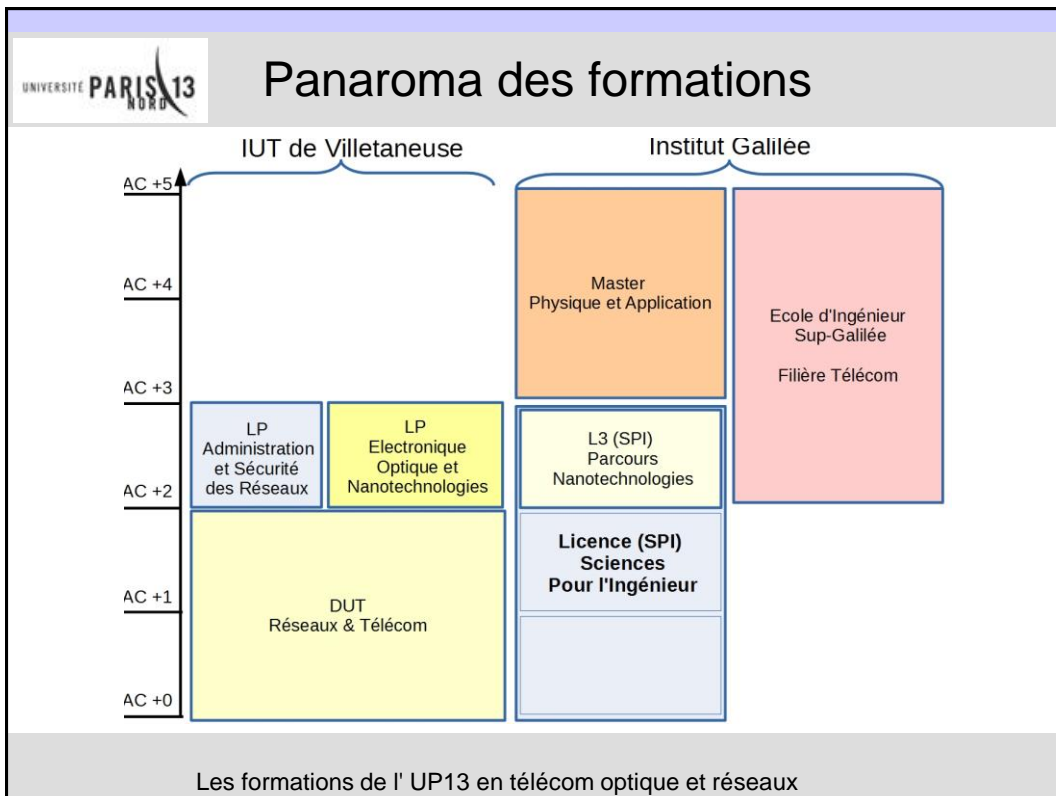 UNIVERSITÉ PARIS 13
NORD
Panaroma des formations
IUT de Villetaneuse
Institut Galilée
AC +5
AC +4
AC +3
AC +2
AC +1
AC +0
LP
Administration
et Sécurité
des Réseaux
LP
Electronique
Optique et
Nanotechnologies
DUT
Réseaux & Télécom
Master
Physique et Application
L3 (SPI)
Parcours
Nanotechnologies
Licence (SPI)
Sciences
Pour l'Ingénieur
Ecole d'Ingénieur
Sup-Galilée
Filière Télécom
Les formations de l' UP13 en télécom optique et réseaux